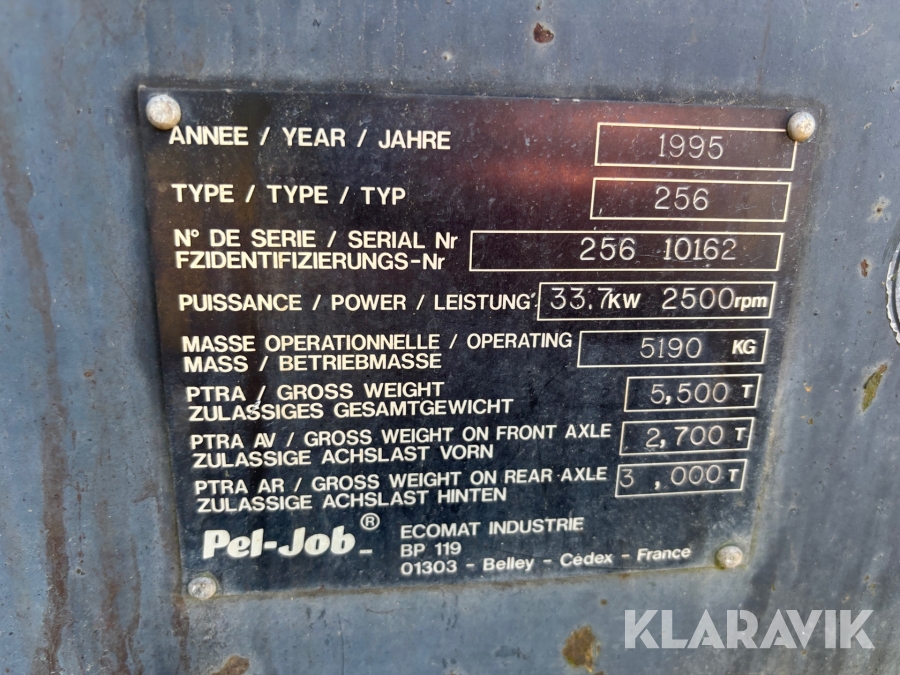 ANNEE / YEAR / JAHRE 1995
TYPE / TYPE / TYP 256
N° DE SERIE / SERIAL Nr
FZIDENTIFIZIERUNGS-Nr 256 10162
PUISSANCE / POWER / LEISTUNG 33.7KW 2500rpm
MASSE OPERATIONNELLE / OPERATING
MASS / BETRIEBMASSE 5190 KG
PTRA / GROSS WEIGHT
ZULASSIGES GESAMTGEWICHT 5,500 T
PTRA AV / GROSS WEIGHT ON FRONT AXLE
ZULASSIGE ACHSLAST VORN 2,700 T
PTRA AR / GROSS WEIGHT ON REAR AXLE
ZULASSIGE ACHSLAST HINTEN 3 ,000 T
Pel-Job® ECOMAT INDUSTRIE
BP 119
01303 - Belley - Cédex - France
KLARAVIK